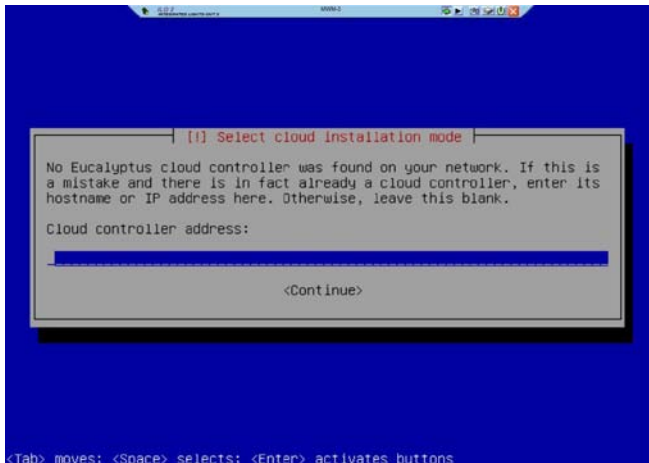 MWM-3
[!] Select cloud installation mode
No Eucalyptus cloud controller was found on your network. If this is
a mistake and there is in fact already a cloud controller, enter its
hostname or IP address here. Otherwise, leave this blank.
Cloud controller address:
<Continue>
<Tab> moves; <Space> selects; <Enter> activates buttons